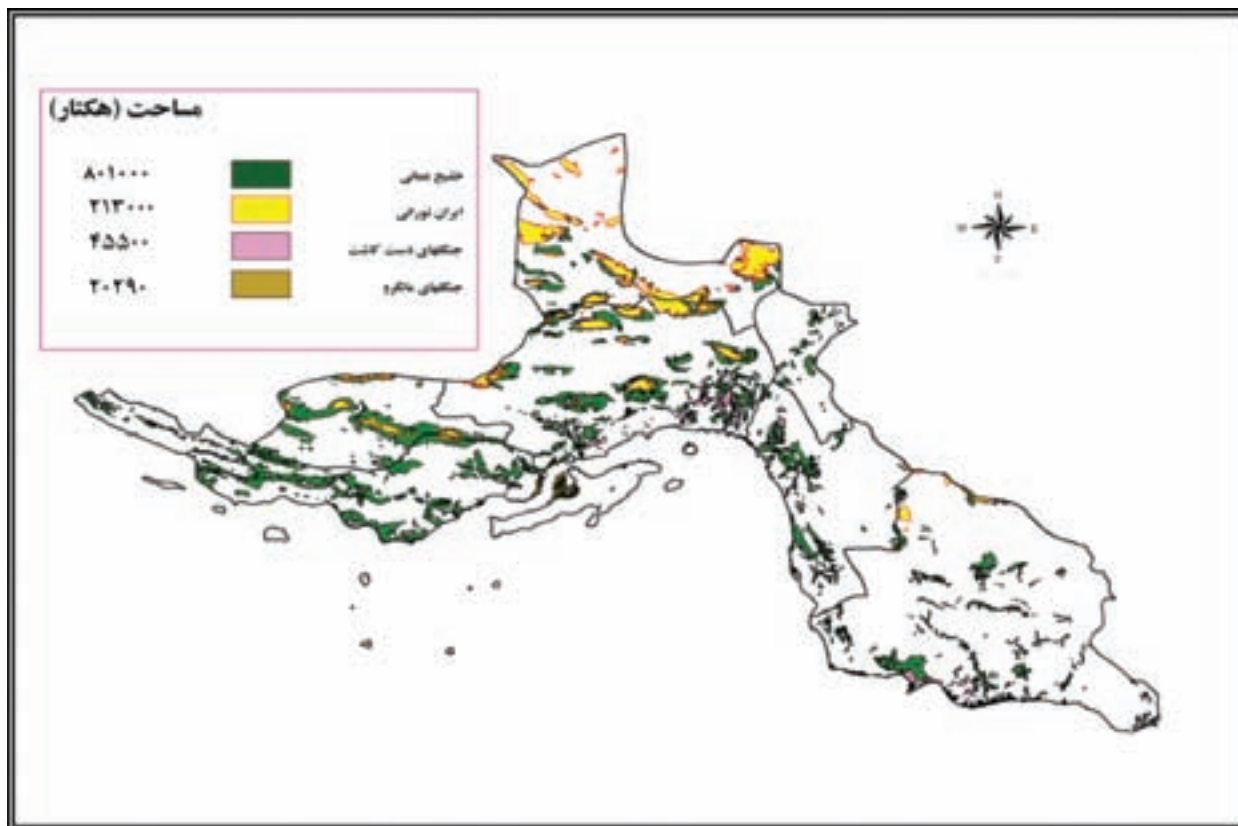 مساحت (هکتار)
خلیج عمانی ۸۰۱۰۰۰
ایران تورانی ۲۱۳۰۰۰
جنگلهای دست کاشت ۴۵۵۰۰
جنگلهای مانگرو ۲۰۲۹۰
N
W E